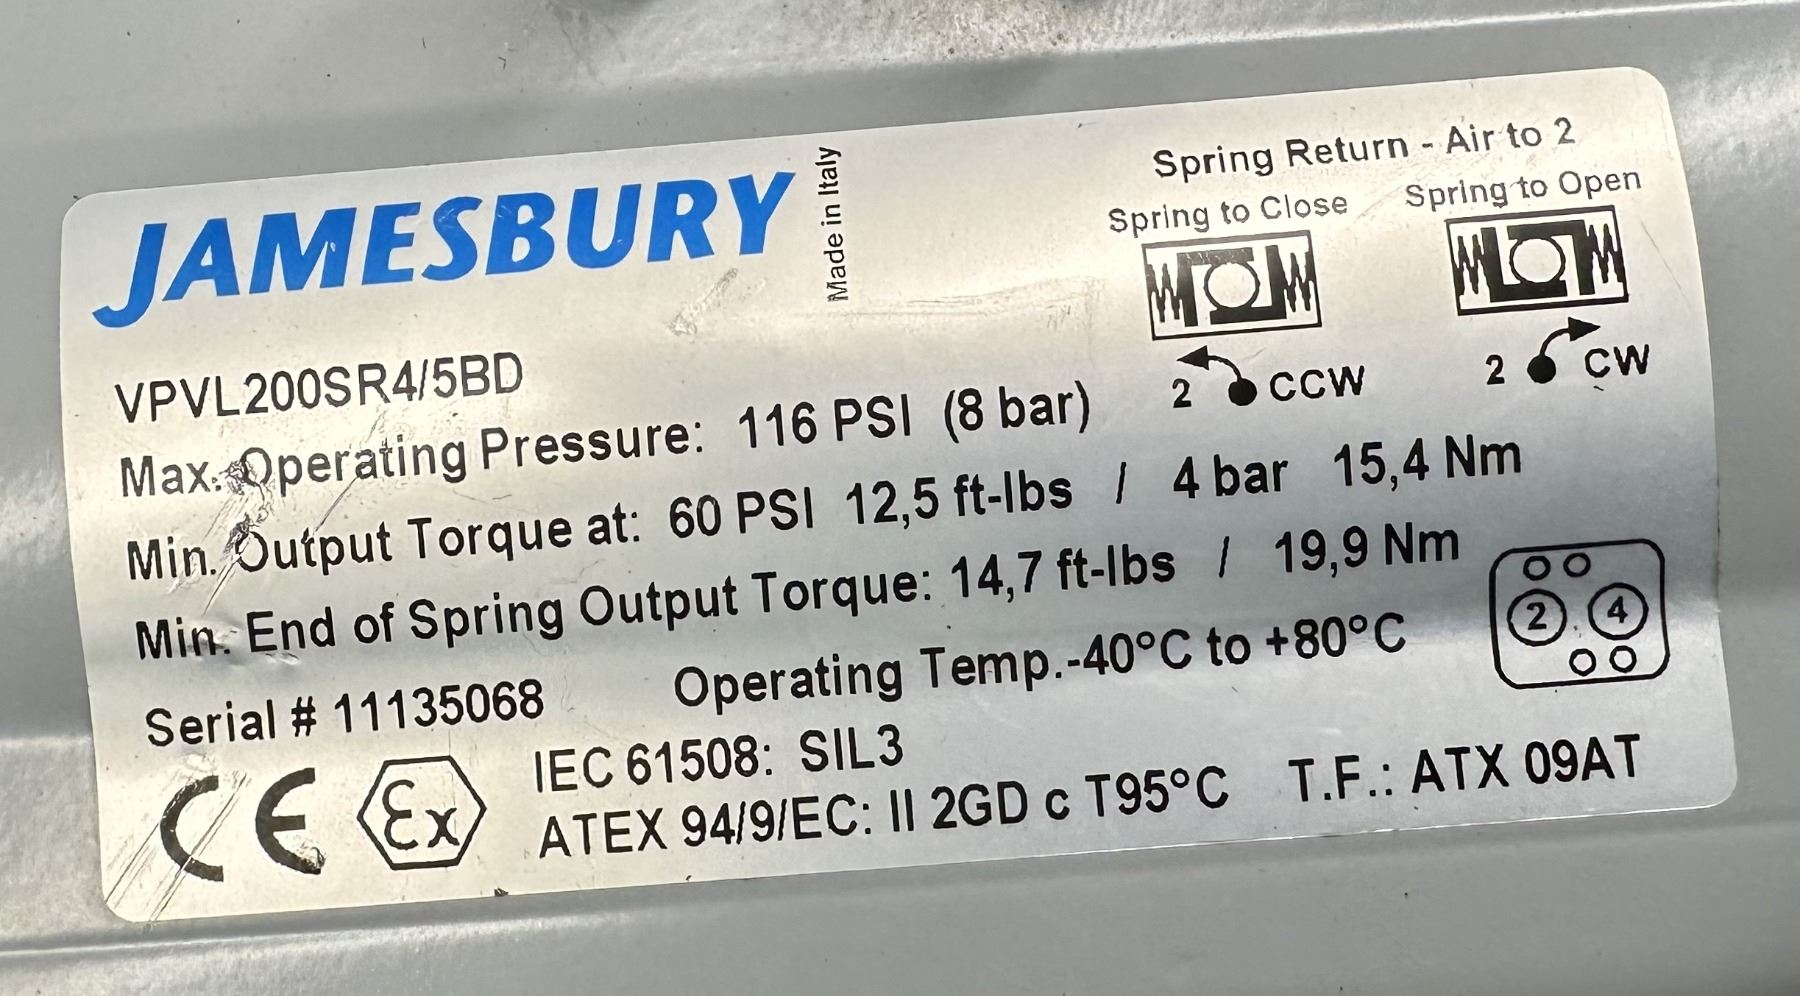 JAMESBURY
Made in Italy
Spring Return - Air to 2
Spring to Close Spring to Open
2 CCW 2 CW
VPVL200SR4/5BD
Max. Operating Pressure: 116 PSI (8 bar)
Min. Output Torque at: 60 PSI 12,5 ft-lbs / 4 bar 15,4 Nm
Min. End of Spring Output Torque: 14,7 ft-lbs / 19,9 Nm
2 4
Serial # 11135068 Operating Temp.-40°C to +80°C
CE Ex
IEC 61508: SIL3
ATEX 94/9/EC: II 2GD c T95°C T.F.: ATX 09AT